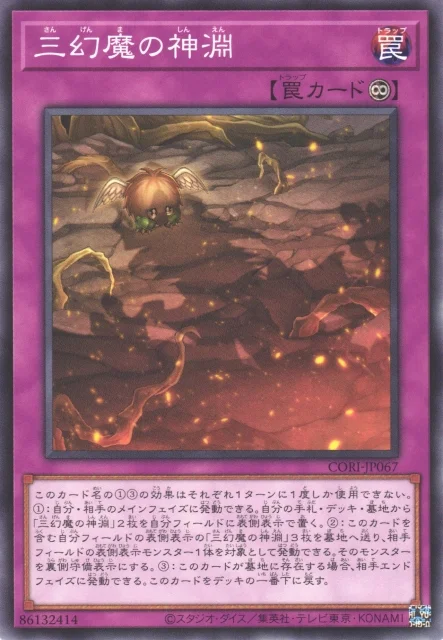 三幻魔の神淵
罠
【罠カード】
CORI-JP067
このカード名の①③の効果はそれぞれ1ターンに1度しか使用できない。
①：自分・相手のメインフェイズに発動できる。自分の手札・デッキ・墓地から
「三幻魔の神淵」2枚を自分フィールドに表側表示で置く。②：このカードを
含む自分フィールドの表側表示の「三幻魔の神淵」3枚を墓地へ送り、相手
フィールドの表側表示モンスター1体を対象として発動できる。そのモンスター
を裏側守備表示にする。③：このカードが墓地に存在する場合、相手エンド
フェイズに発動できる。このカードをデッキの一番下に戻す。
86132414
©スタジオ・ダイス／集英社・テレビ東京・KONAMI